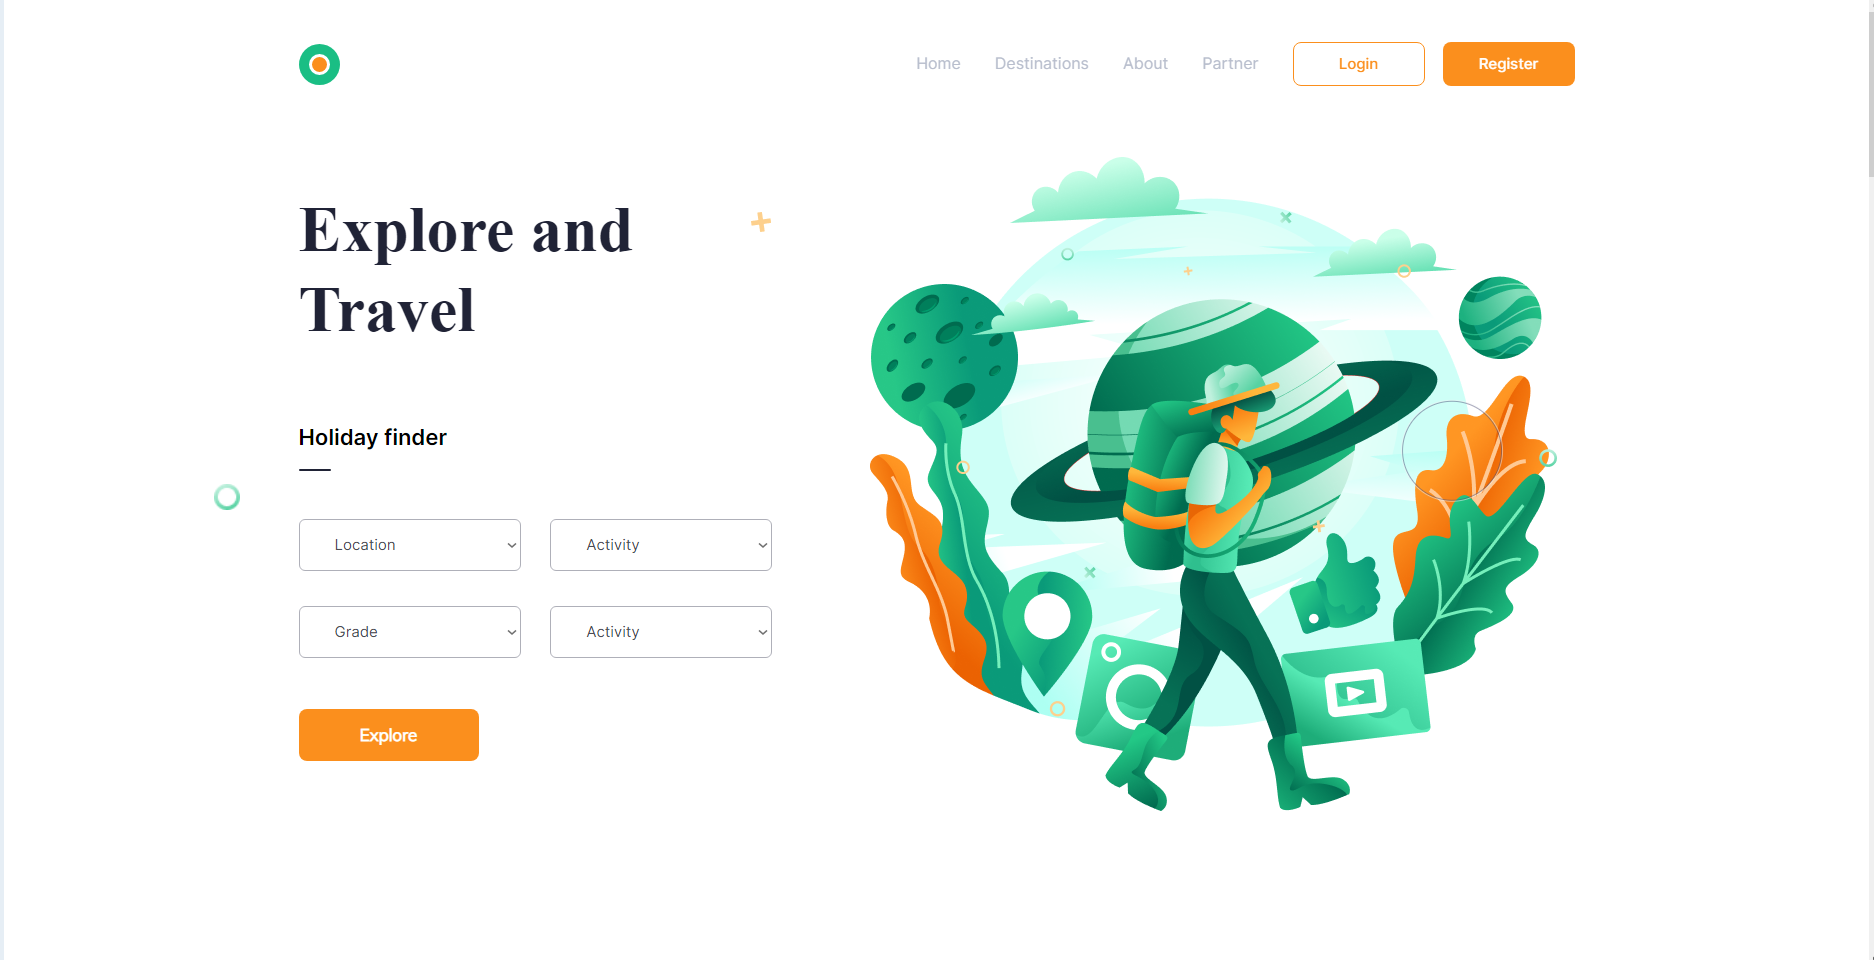 Home Destinations About Partner Login Register
Explore and
Travel
Holiday finder
Location Activity
Grade Activity
Explore